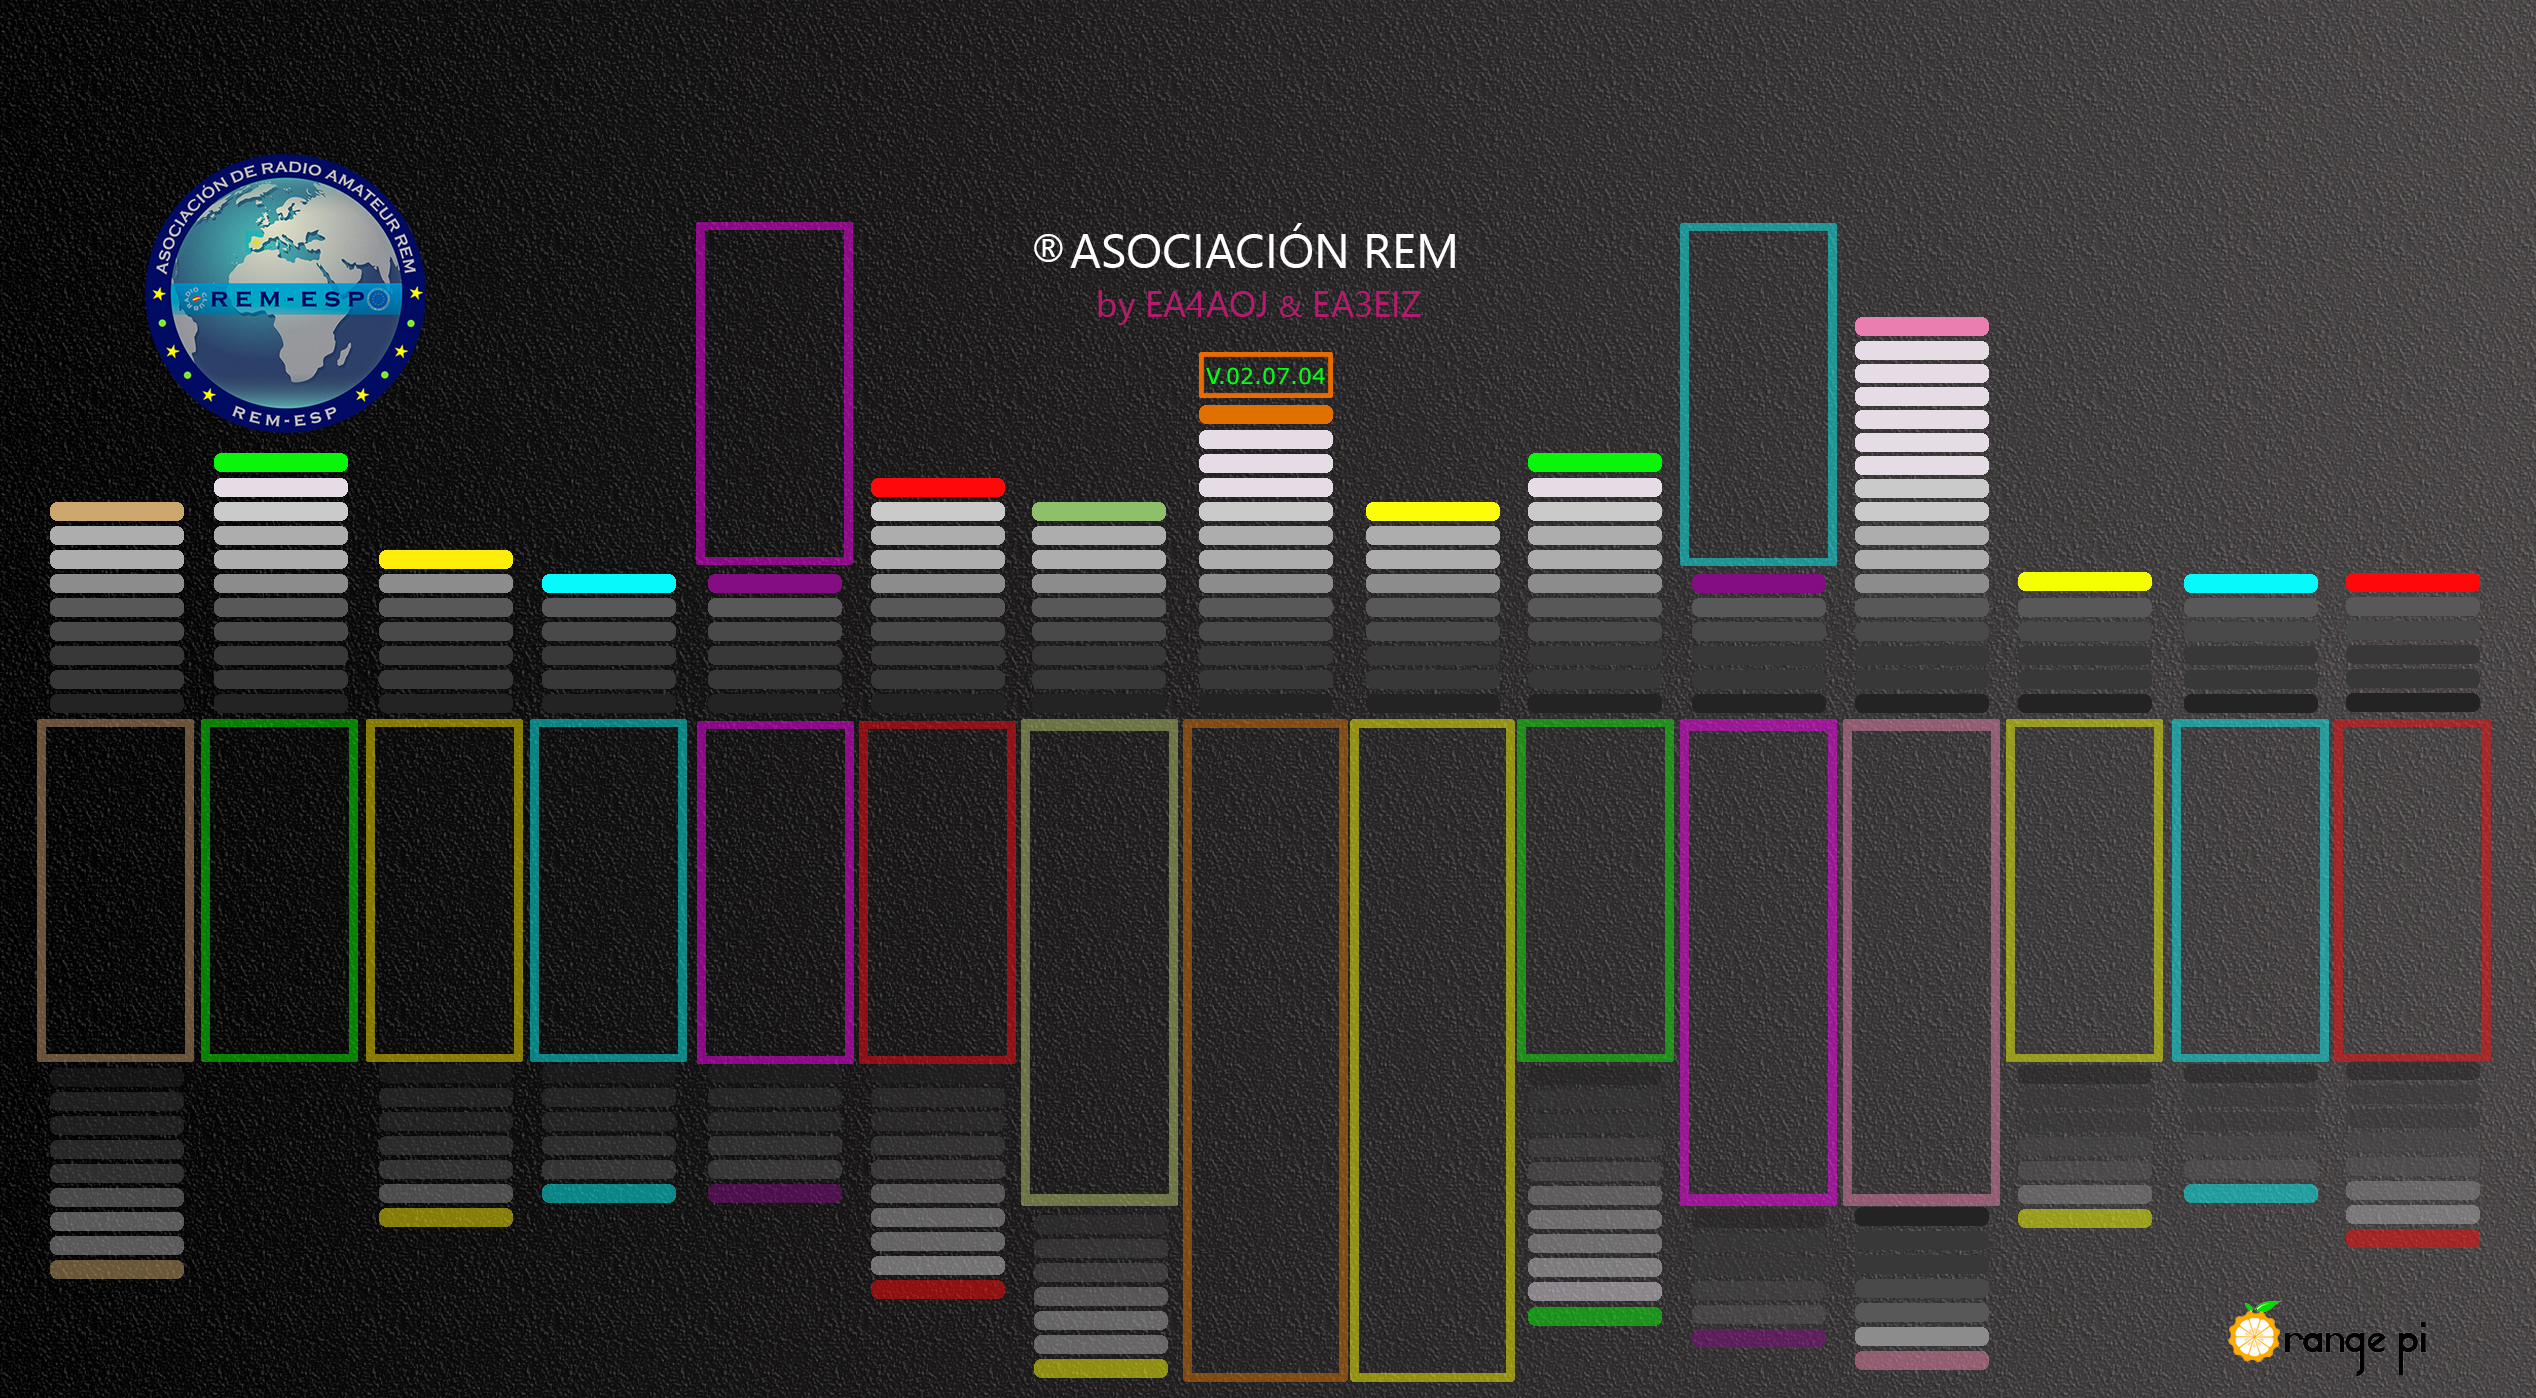 ASOCIACIÓN DE RADIO AMATEUR REM
REM-ESP
REM-ESP
® ASOCIACIÓN REM
by EA4AOJ & EA3EIZ
V.02.07.04
range pi